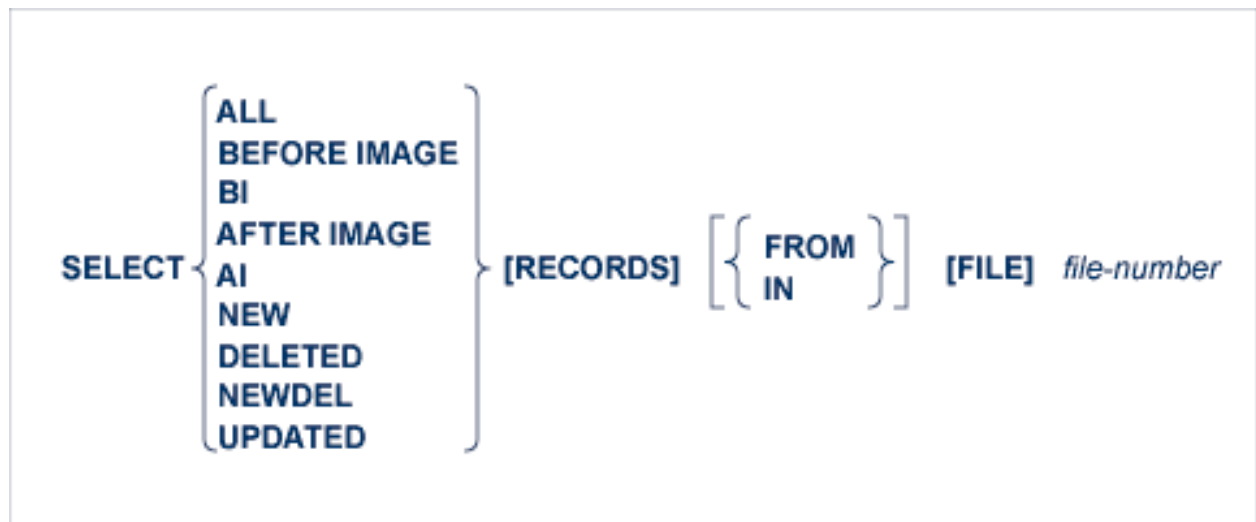 ALL
BEFORE IMAGE
BI
AFTER IMAGE
SELECT AI [RECORDS] [{FROM IN}] [FILE] file-number
NEW
DELETED
NEWDEL
UPDATED